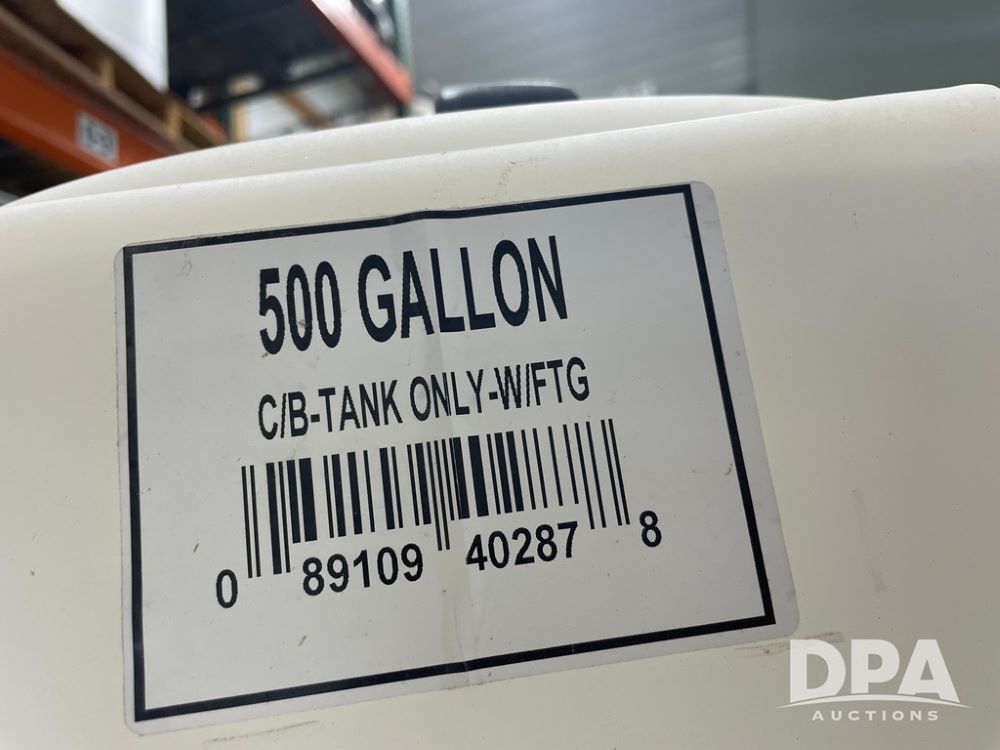 500 GALLON
C/B-TANK ONLY-W/FTG
0 89109 40287 8
DPA
AUCTIONS